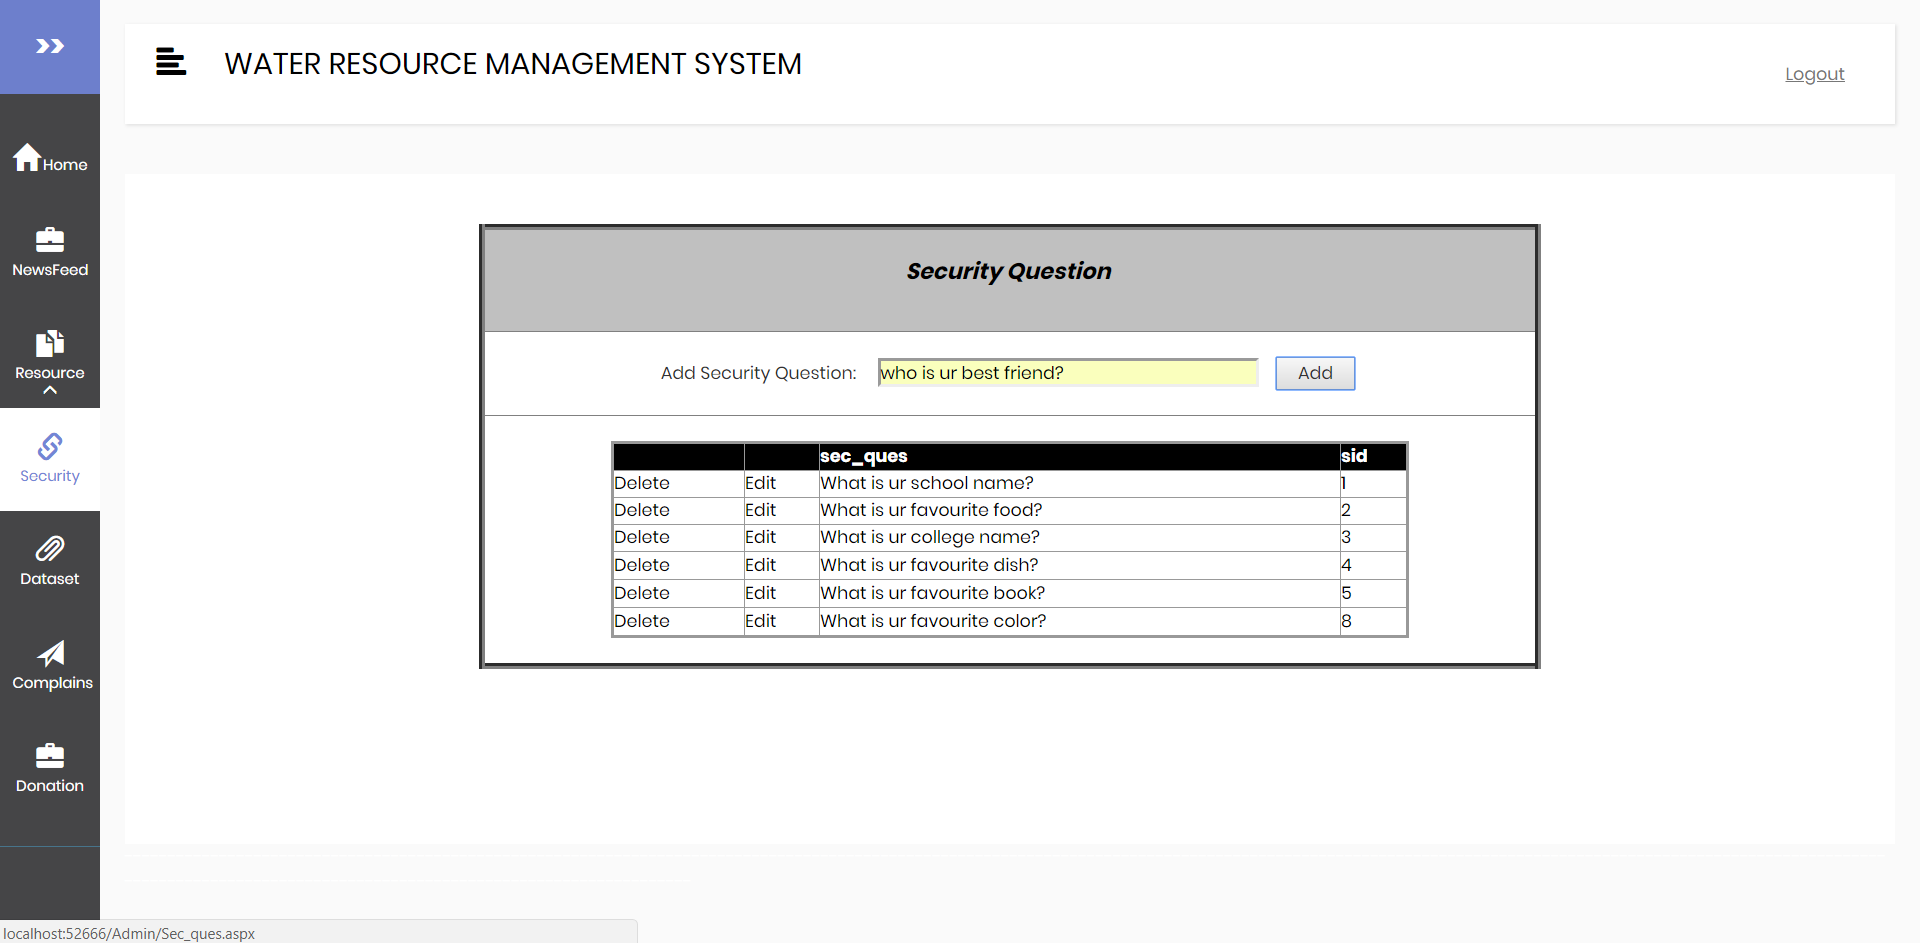 WATER RESOURCE MANAGEMENT SYSTEM
Logout
Home
NewsFeed
Resource
Security
Dataset
Complains
Donation
Security Question
Add Security Question: who is ur best friend? Add
sec_ques sid
Delete Edit What is ur school name? 1
Delete Edit What is ur favourite food? 2
Delete Edit What is ur college name? 3
Delete Edit What is ur favourite dish? 4
Delete Edit What is ur favourite book? 5
Delete Edit What is ur favourite color? 8
localhost:52666/Admin/Sec_ques.aspx